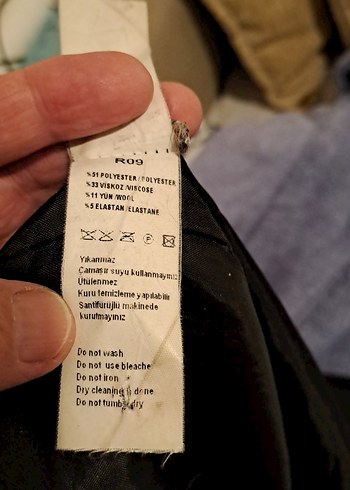 R09
%51 POLYESTER /POLYESTER
%33 VİSKOZ /VISCOSE
%11 YÜN /WOOL
%5 ELASTAN /ELASTANE
P
Yıkanmaz
Çamaşır suyu kullanmayınız
Ütülenmez
Kuru temizleme yapılabilir
Santifürüjlü makinede
kurutmayınız
Do not wash
Do not use bleache
Do not iron
Dry cleaning done
Do not tumb dry